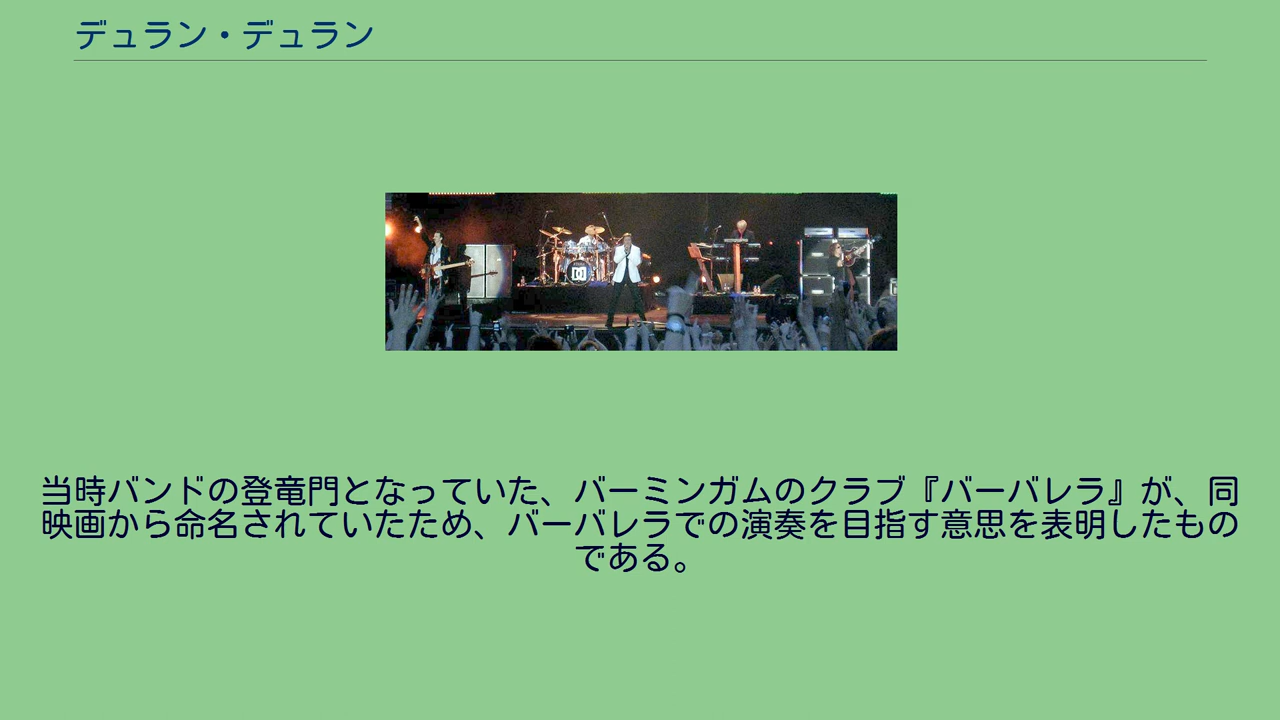 デュラン・デュラン
当時バンドの登竜門となっていた、バーミンガムのクラブ『バーバレラ』が、同
映画から命名されていたため、バーバレラでの演奏を目指す意思を表明したもの
である。